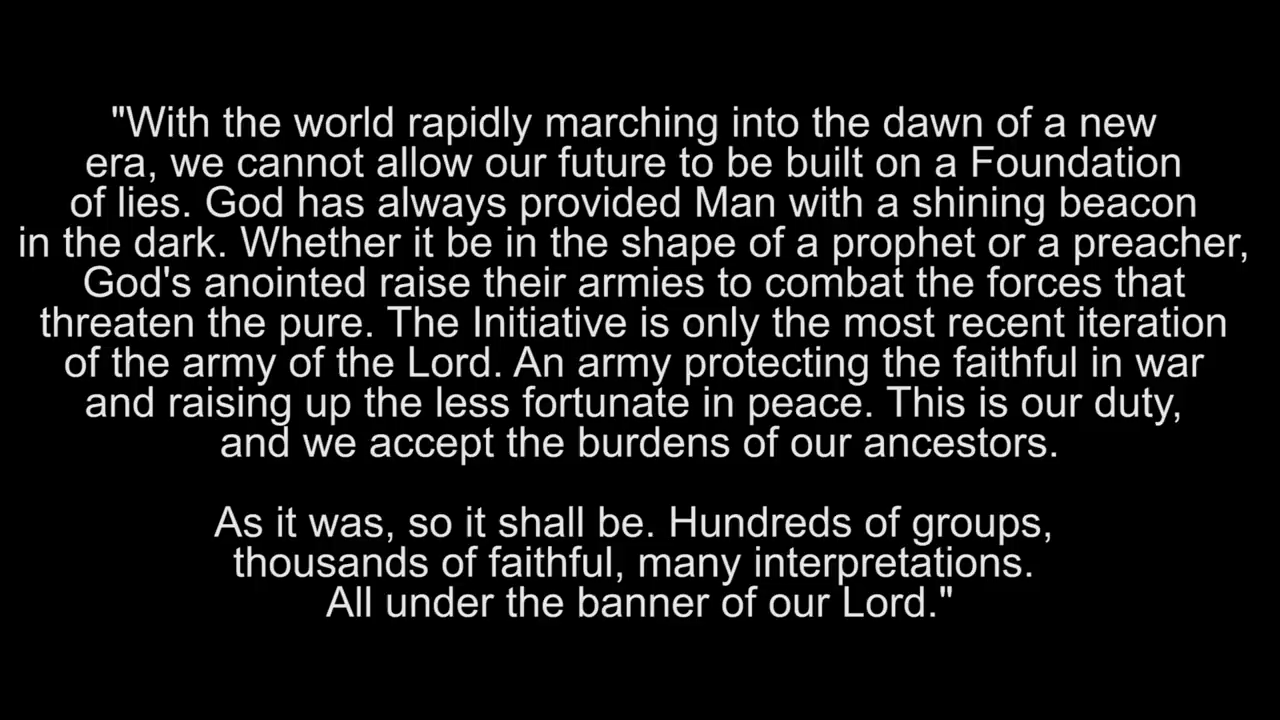 "With the world rapidly marching into the dawn of a new
era, we cannot allow our future to be built on a Foundation
of lies. God has always provided Man with a shining beacon
in the dark. Whether it be in the shape of a prophet or a preacher,
God's anointed raise their armies to combat the forces that
threaten the pure. The Initiative is only the most recent iteration
of the army of the Lord. An army protecting the faithful in war
and raising up the less fortunate in peace. This is our duty,
and we accept the burdens of our ancestors.
As it was, so it shall be. Hundreds of groups,
thousands of faithful, many interpretations.
All under the banner of our Lord."